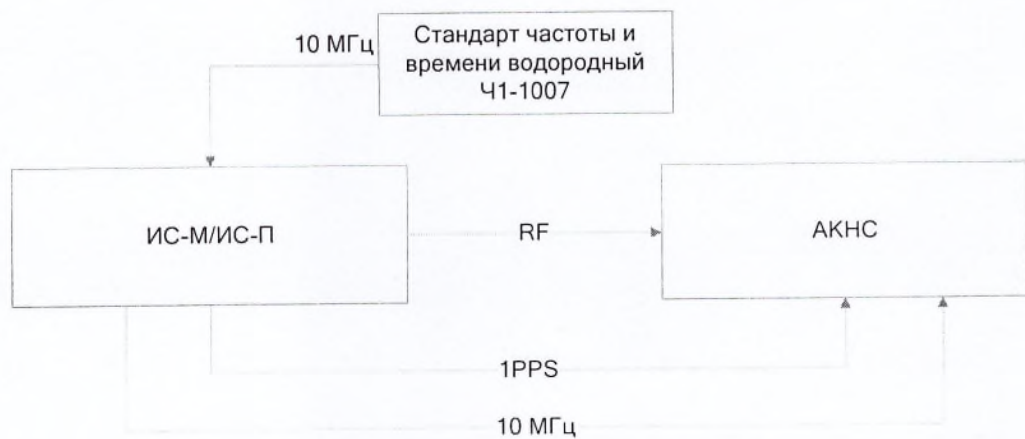 10 МГц
Стандарт частоты и
времени водородный
Ч1-1007
ИС-М/ИС-П
RF
АКНС
1PPS
10 МГц